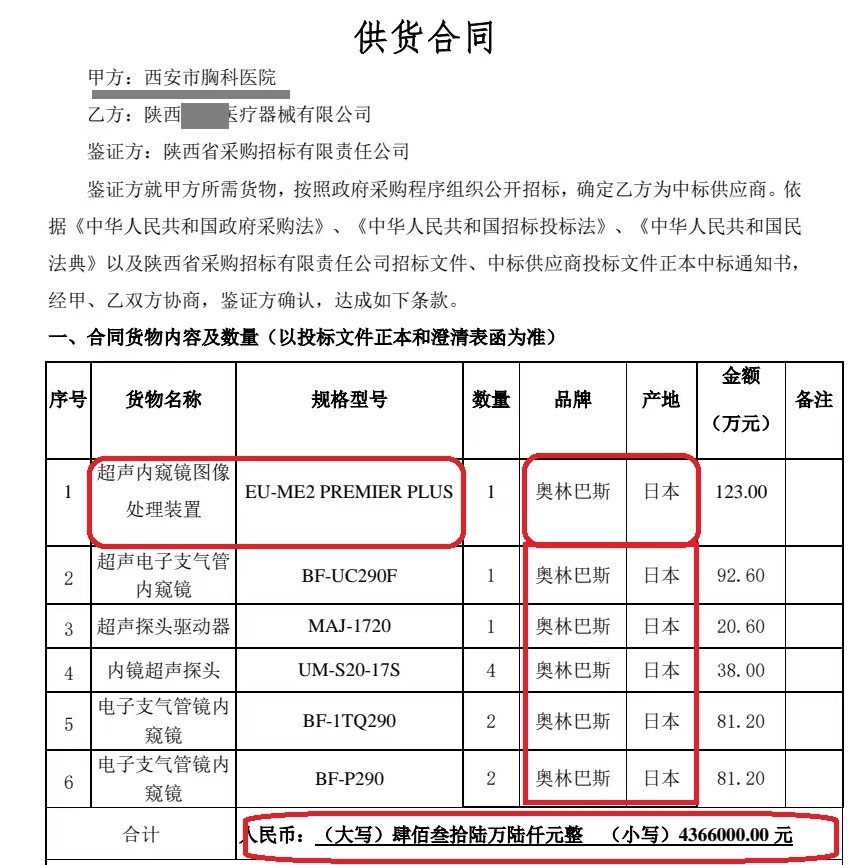 供货合同
甲方：西安市胸科医院
乙方：陕西 医疗器械有限公司
鉴证方：陕西省采购招标有限责任公司
鉴证方就甲方所需货物，按照政府采购程序组织公开招标，确定乙方为中标供应商。依
据《中华人民共和国政府采购法》、《中华人民共和国招标投标法》、《中华人民共和国民
法典》以及陕西省采购招标有限责任公司招标文件、中标供应商投标文件正本中标通知书，
经甲、乙双方协商，鉴证方确认，达成如下条款。
一、合同货物内容及数量（以投标文件正本和澄清表函为准）
序号 货物名称 规格型号 数量 品牌 产地 金额（万元） 备注
1 超声内窥镜图像处理装置 EU-ME2 PREMIER PLUS 1 奥林巴斯 日本 123.00
2 超声电子支气管内窥镜 BF-UC290F 1 奥林巴斯 日本 92.60
3 超声探头驱动器 MAJ-1720 1 奥林巴斯 日本 20.60
4 内镜超声探头 UM-S20-17S 4 奥林巴斯 日本 38.00
5 电子支气管镜内窥镜 BF-1TQ290 2 奥林巴斯 日本 81.20
6 电子支气管镜内窥镜 BF-P290 2 奥林巴斯 日本 81.20
合计 人民币：（大写）肆佰叁拾陆万陆仟元整 （小写）4366000.00 元